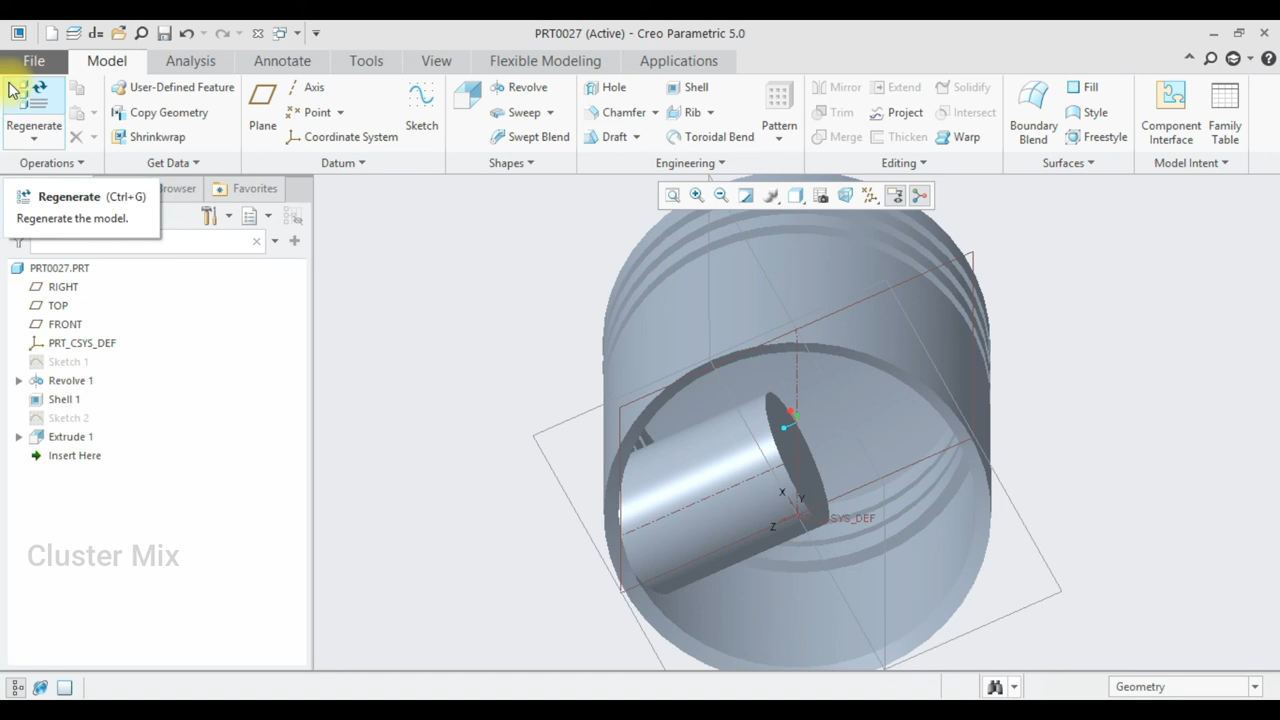 PRT0027 (Active) - Creo Parametric 5.0
File Model Analysis Annotate Tools View Flexible Modeling Applications
Regenerate
User-Defined Feature
Copy Geometry
Shrinkwrap
Plane
Axis
Point
Coordinate System
Sketch
Revolve
Sweep
Swept Blend
Hole
Chamfer
Draft
Shell
Rib
Toroidal Bend
Pattern
Mirror
Trim
Merge
Extend
Project
Thicken
Solidify
Intersect
Warp
Boundary
Blend
Fill
Style
Freestyle
Component
Interface
Family
Table
Operations Get Data Datum Shapes Engineering Editing Surfaces Model Intent
Regenerate (Ctrl+G)
Regenerate the model.
Favorites
PRT0027.PRT
RIGHT
TOP
FRONT
PRT_CSYS_DEF
Sketch 1
Revolve 1
Shell 1
Sketch 2
Extrude 1
Insert Here
X
Y
Z
Cluster Mix
Geometry